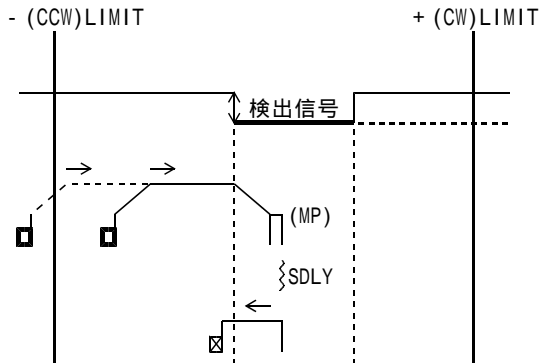 - (CCW)LIMIT
+ (CW)LIMIT
検出信号
(MP)
SDLY